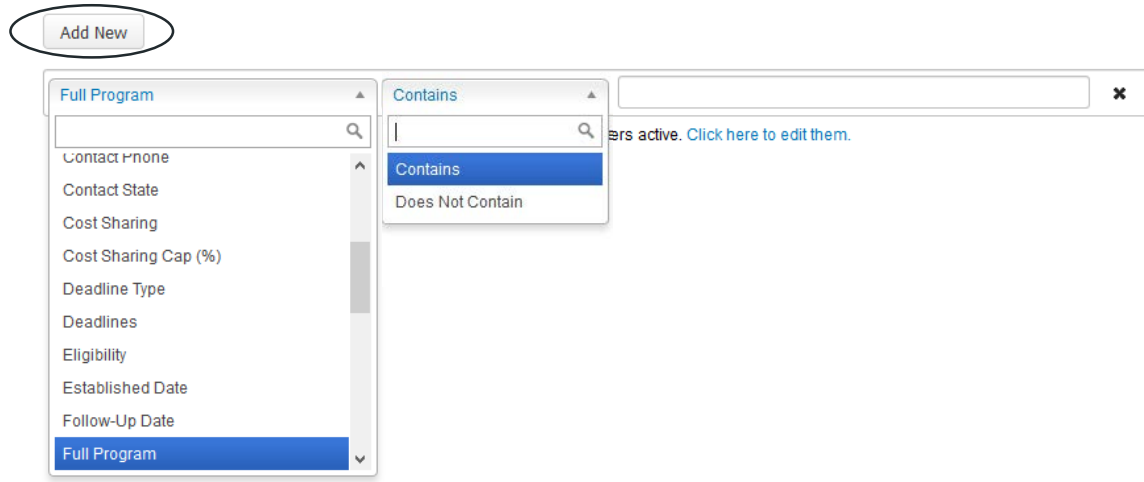 Add New
Full Program Contains
active. Click here to edit them.
Contact Phone
Contact State
Cost Sharing
Cost Sharing Cap (%)
Deadline Type
Deadlines
Eligibility
Established Date
Follow-Up Date
Full Program
Contains
Does Not Contain